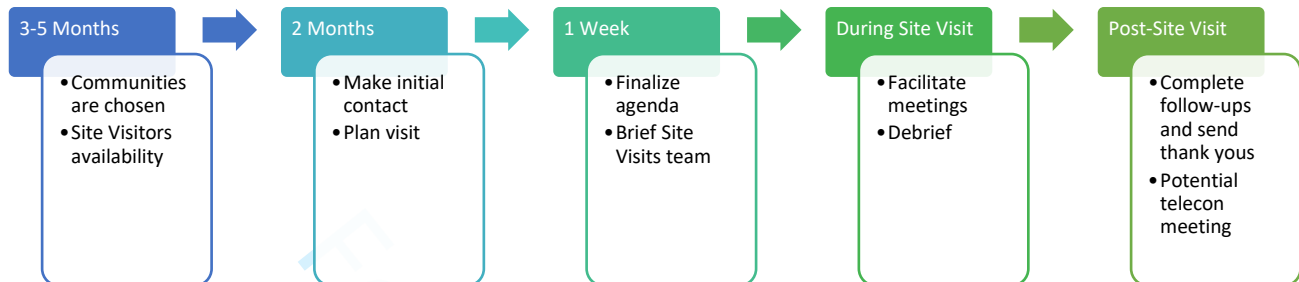 3-5 Months
• Communities
are chosen
• Site Visitors
availability
2 Months
• Make initial
contact
• Plan visit
1 Week
• Finalize
agenda
• Brief Site
Visits team
During Site Visit
• Facilitate
meetings
• Debrief
Post-Site Visit
• Complete
follow-ups
and send
thank yous
• Potential
telecon
meeting